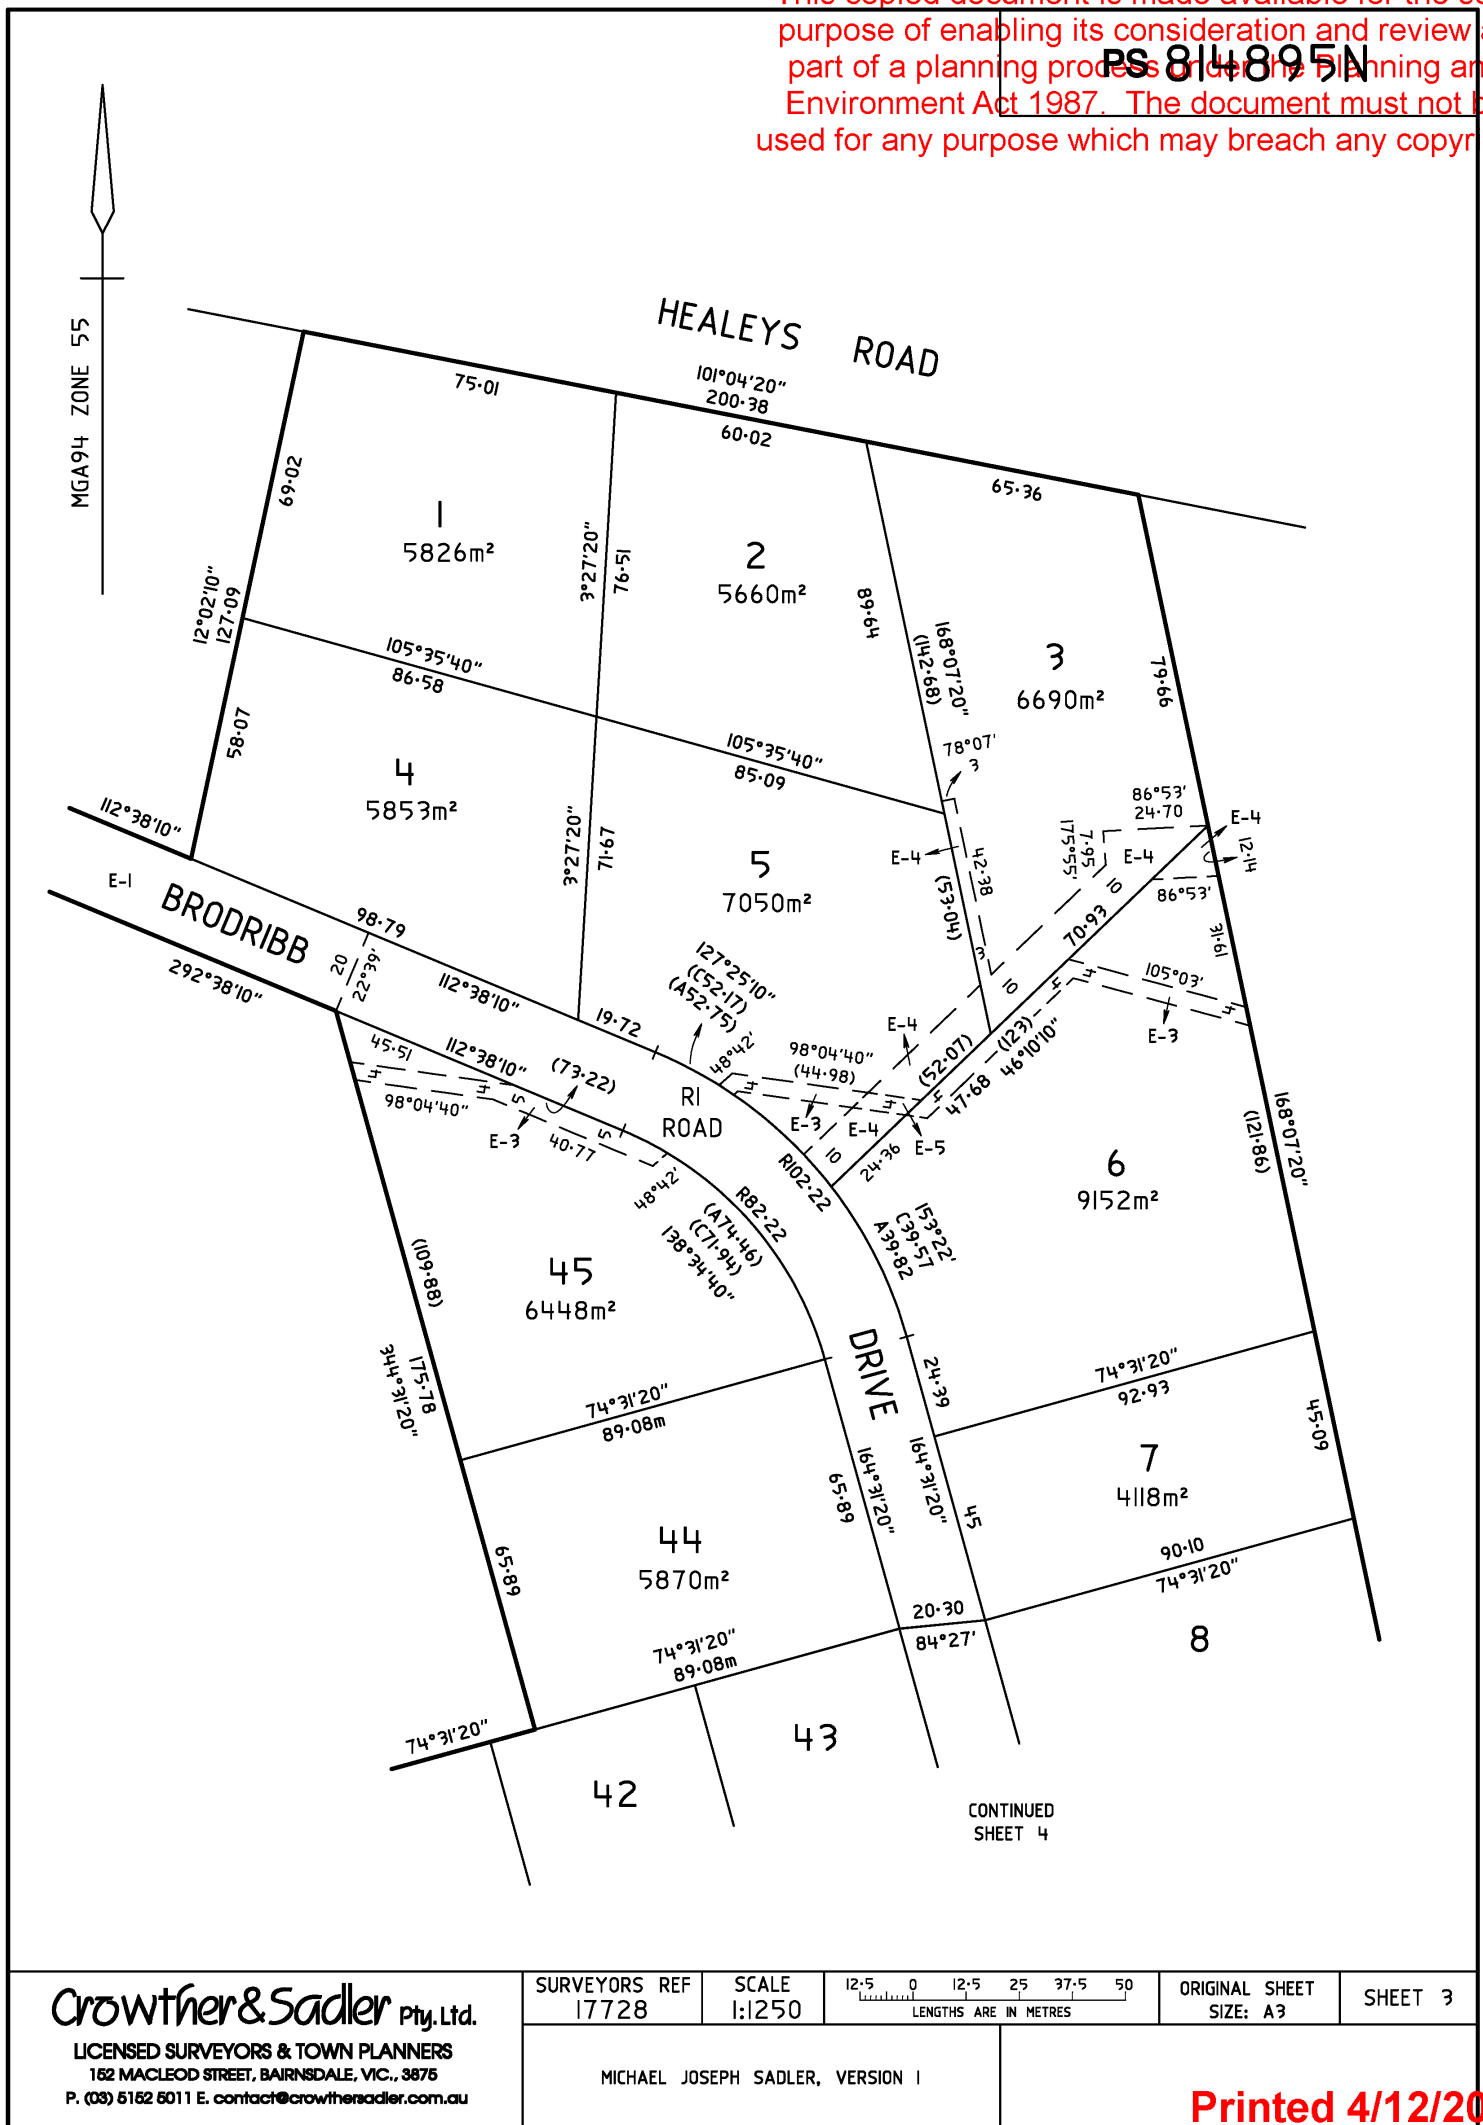 purpose of enabling its consideration and review
part of a planning process under the Planning
Environment Act 1987. The document must not
used for any purpose which may breach any
PS 814895N
MGA94 ZONE 55
HEALEYS ROAD
101°04'20"
200·38
75·01
60·02
65·36
69·02
12°02'10"
127·09
58·07
1
5826m²
3°27'20"
76·51
2
5660m²
89·64
168°07'20"
(142·68)
3
6690m²
79·66
105°35'40"
86·58
105°35'40"
85·09
78°07'
3
4
5853m²
3°27'20"
71·67
5
7050m²
E-4
42·38
(53·04)
3
86°53'
24·70
175°55'
7·95
E-4
10
E-4
12·14
86°53'
70·93
31·61
112°38'10"
E-1
BRODRIBB
98·79
20
22°39'
292°38'10"
112°38'10"
19·72
127°25'10"
(C52·17)
(A52·75)
48°42'
10
105°03'
4
4
4
E-3
45·51
112°38'10"
(73·22)
98°04'40"
4
5
E-3
40·77
5
4
48°42'
R1
ROAD
98°04'40"
(44·98)
4
4
E-3
E-4
E-4
10
(52·07)
(123)
46°10'10"
47·68
4
E-5
24·36
R102·22
R82·22
(A74·46)
(C71·94)
138°34'40"
153°22'
C39·57
A39·82
6
9152m²
168°07'20"
(121·86)
(109·88)
45
6448m²
175·78
344°31'20"
DRIVE
24·39
74°31'20"
92·93
74°31'20"
89·08m
45·09
7
4118m²
65·89
164°31'20"
164°31'20"
45
44
5870m²
65·89
90·10
74°31'20"
20·30
84°27'
8
74°31'20"
89·08m
74°31'20"
43
42
CONTINUED
SHEET 4
Crowther&Sadler Pty.Ltd.
LICENSED SURVEYORS & TOWN PLANNERS
152 MACLEOD STREET, BAIRNSDALE, VIC., 3875
P. (03) 5152 5011 E. contact@crowthersadler.com.au
SURVEYORS REF
17728
SCALE
1:1250
12·5 0 12·5 25 37·5 50
LENGTHS ARE IN METRES
ORIGINAL SHEET
SIZE: A3
SHEET 3
MICHAEL JOSEPH SADLER, VERSION 1
Printed 4/12/20